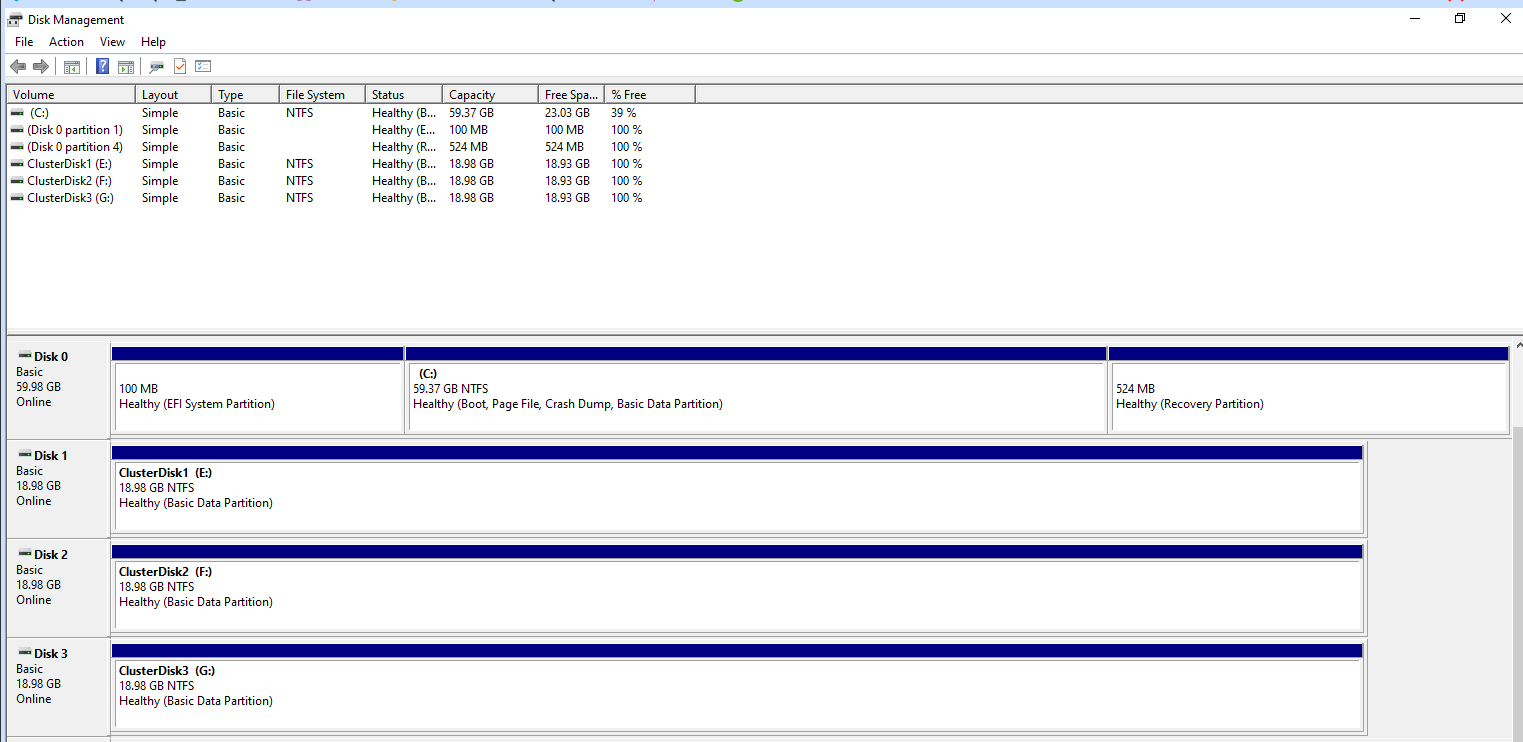 Disk Management
File Action View Help
Volume Layout Type File System Status Capacity Free Spa... % Free
(C:) Simple Basic NTFS Healthy (B... 59.37 GB 23.03 GB 39 %
(Disk 0 partition 1) Simple Basic Healthy (E... 100 MB 100 MB 100 %
(Disk 0 partition 4) Simple Basic Healthy (R... 524 MB 524 MB 100 %
ClusterDisk1 (E:) Simple Basic NTFS Healthy (B... 18.98 GB 18.93 GB 100 %
ClusterDisk2 (F:) Simple Basic NTFS Healthy (B... 18.98 GB 18.93 GB 100 %
ClusterDisk3 (G:) Simple Basic NTFS Healthy (B... 18.98 GB 18.93 GB 100 %
Disk 0
Basic
59.98 GB
Online
100 MB
Healthy (EFI System Partition)
(C:)
59.37 GB NTFS
Healthy (Boot, Page File, Crash Dump, Basic Data Partition)
524 MB
Healthy (Recovery Partition)
Disk 1
Basic
18.98 GB
Online
ClusterDisk1 (E:)
18.98 GB NTFS
Healthy (Basic Data Partition)
Disk 2
Basic
18.98 GB
Online
ClusterDisk2 (F:)
18.98 GB NTFS
Healthy (Basic Data Partition)
Disk 3
Basic
18.98 GB
Online
ClusterDisk3 (G:)
18.98 GB NTFS
Healthy (Basic Data Partition)